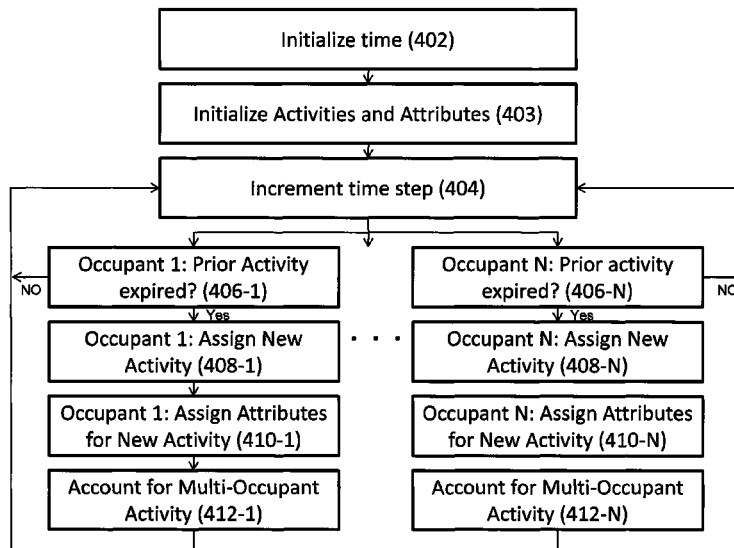 Initialize time (402)
Initialize Activities and Attributes (403)
Increment time step (404)
Occupant 1: Prior Activity
expired? (406-1)
NO
Yes
Occupant 1: Assign New
Activity (408-1)
Occupant 1: Assign Attributes
for New Activity (410-1)
Account for Multi-Occupant
Activity (412-1)
. . .
Occupant N: Prior activity
expired? (406-N)
NO
Yes
Occupant N: Assign New
Activity (408-N)
Occupant N: Assign Attributes
for New Activity (410-N)
Account for Multi-Occupant
Activity (412-N)